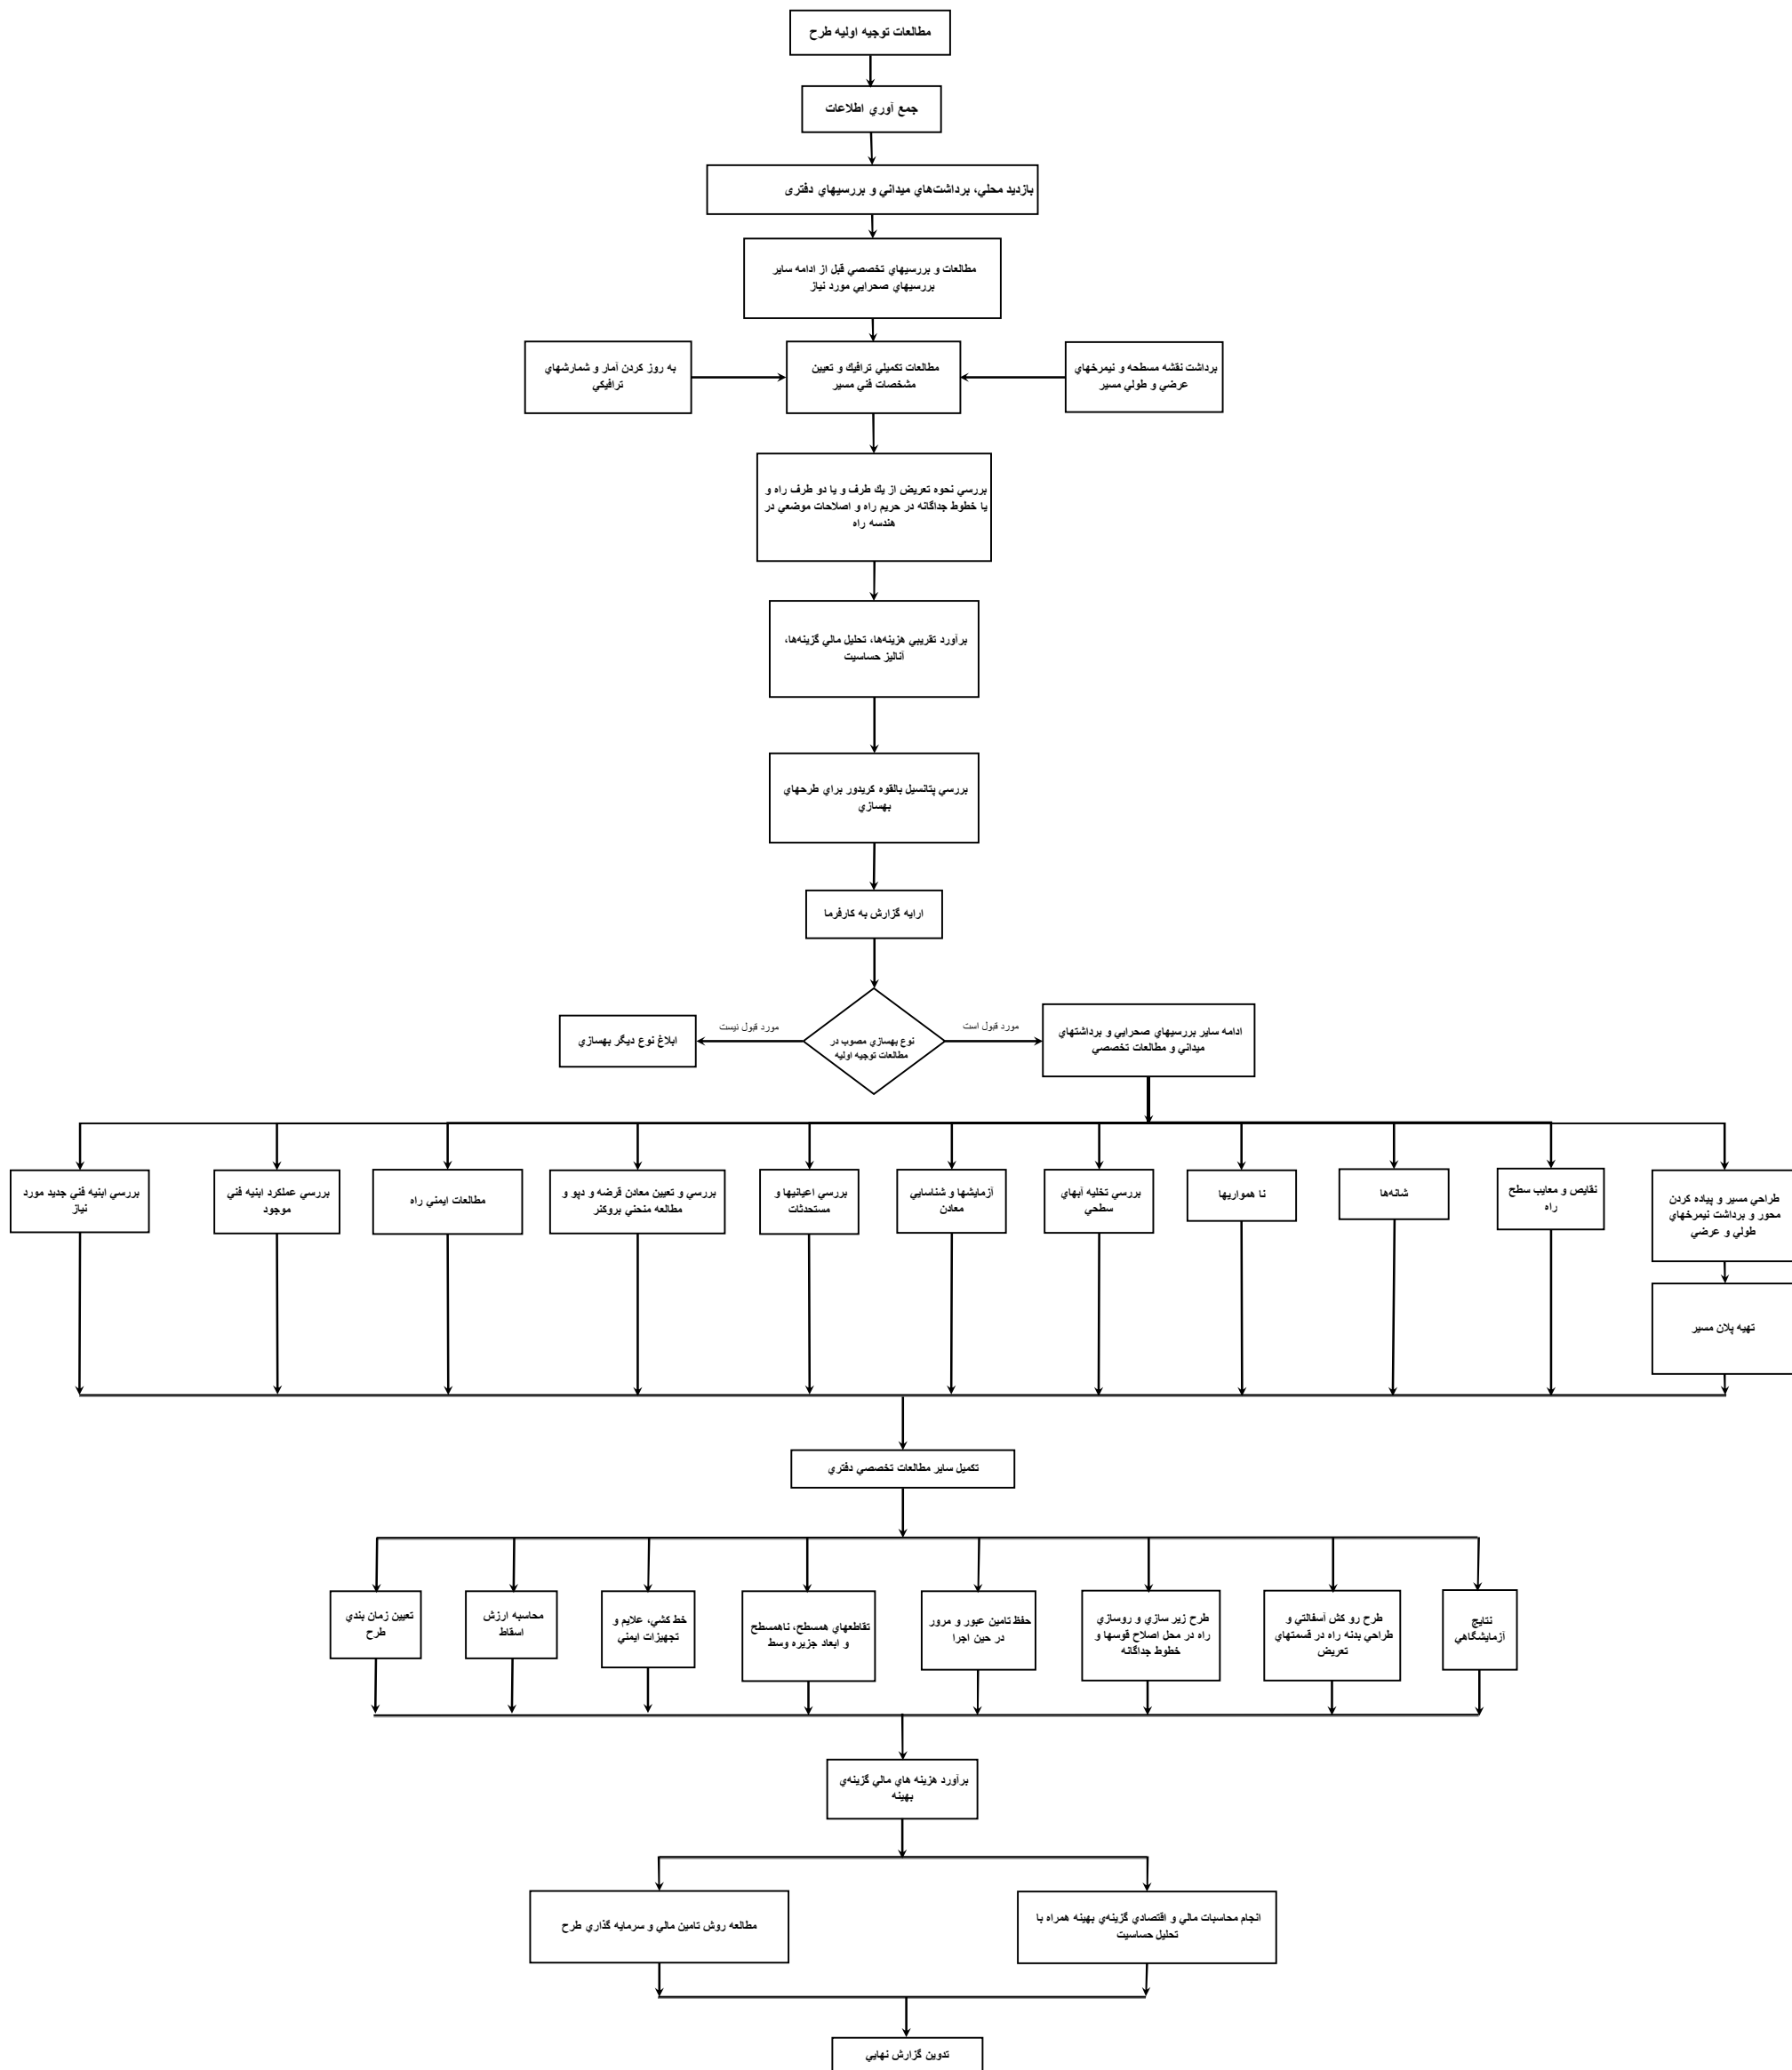 مطالعات توجيه اوليه طرح
جمع آوري اطلاعات
بازديد محلي، برداشت‌هاي ميداني و بررسيهاي دفتری
مطالعات و بررسيهاي تخصصي قبل از ادامه ساير
بررسيهاي صحرايي مورد نياز
برداشت نقشه مسطحه و نيمرخهاي
عرضي و طولي مسير
مطالعات تكميلي ترافيك و تعيين
مشخصات فني مسير
به روز كردن آمار و شمارشهاي
ترافيكي
بررسي نحوه تعريض از يك طرف و يا دو طرف راه و
يا خطوط جداگانه در حريم راه و اصلاحات موضعي در
هندسه راه
برآورد تقريبي هزينه‌ها، تحليل مالي گزينه‌ها،
آناليز حساسيت
بررسي پتانسيل بالقوه كريدور براي طرحهاي
بهسازي
ارايه گزارش به كارفرما
ادامه ساير بررسيهاي صحرايي و برداشتهاي
ميداني و مطالعات تخصصي
مورد قبول است
نوع بهسازي مصوب در
مطالعات توجيه اوليه
مورد قبول نيست
ابلاغ نوع ديگر بهسازي
طراحي مسير و پياده كردن
محور و برداشت نيمرخهاي
طولي و عرضي
نقايص و معايب سطح
راه
شانه‌ها
نا همواريها
بررسي تخليه آبهاي
سطحي
آزمايشها و شناسايي
معادن
بررسي اعيانيها و
مستحدثات
بررسي و تعيين معادن قرضه و دپو و
مطالعه منحني بروكنر
مطالعات ايمني راه
بررسي عملكرد ابنيه فني
موجود
بررسي ابنيه فني جديد مورد
نياز
تهيه پلان مسير
تكميل ساير مطالعات تخصصي دفتري
نتايج
آزمايشگاهي
طرح رو كش آسفالتي و
طراحي بدنه راه در قسمتهاي
تعريض
طرح زير سازي و روسازي
راه در محل اصلاح قوسها و
خطوط جداگانه
حفظ تامين عبور و مرور
در حين اجرا
تقاطعهاي همسطح، ناهمسطح
و ابعاد جزيره وسط
خط كشي، علايم و
تجهيزات ايمني
محاسبه ارزش
اسقاط
تعيين زمان بندي
طرح
برآورد هزينه هاي مالي گزينه‌ي
بهينه
انجام محاسبات مالي و اقتصادي گزينه‌ي بهينه همراه با
تحليل حساسيت
مطالعه روش تامين مالي و سرمايه گذاري طرح
تدوين گزارش نهايي